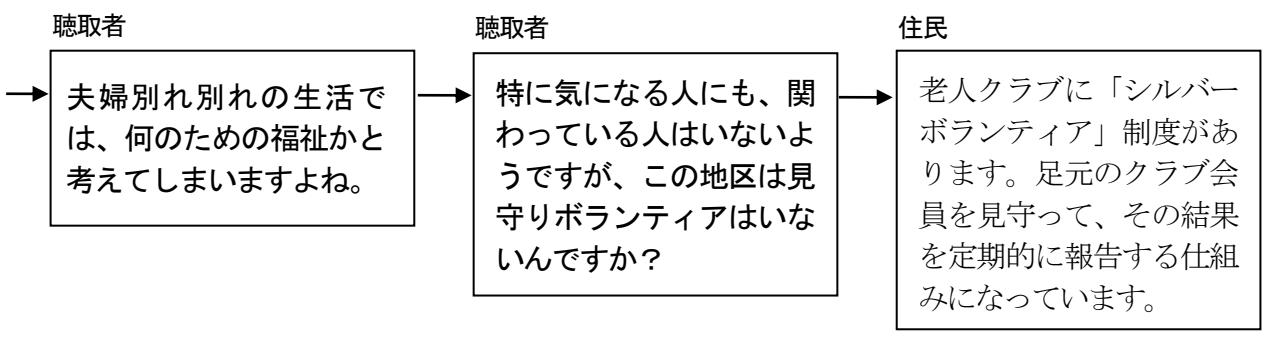 聴取者
夫婦別れ別れの生活で
は、何のための福祉かと
考えてしまいますよね。
聴取者
特に気になる人にも、関
わっている人はいないよ
うですが、この地区は見
守りボランティアはいな
いんですか？
住民
老人クラブに「シルバー
ボランティア」制度があ
ります。足元のクラブ会
員を見守って、その結果
を定期的に報告する仕組
みになっています。